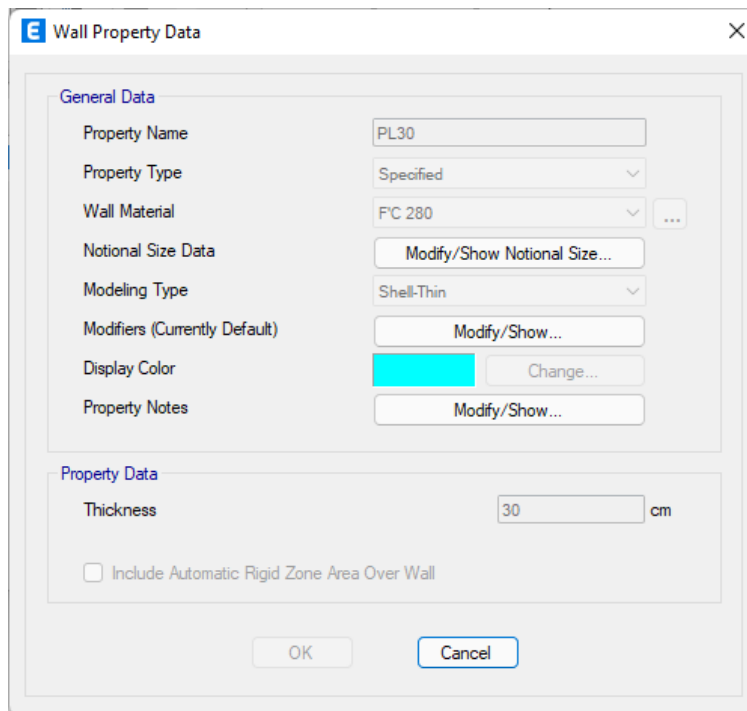 E Wall Property Data
General Data
Property Name PL30
Property Type Specified
Wall Material F'C 280 ...
Notional Size Data Modify/Show Notional Size...
Modeling Type Shell-Thin
Modifiers (Currently Default) Modify/Show...
Display Color Change...
Property Notes Modify/Show...
Property Data
Thickness 30 cm
Include Automatic Rigid Zone Area Over Wall
OK Cancel